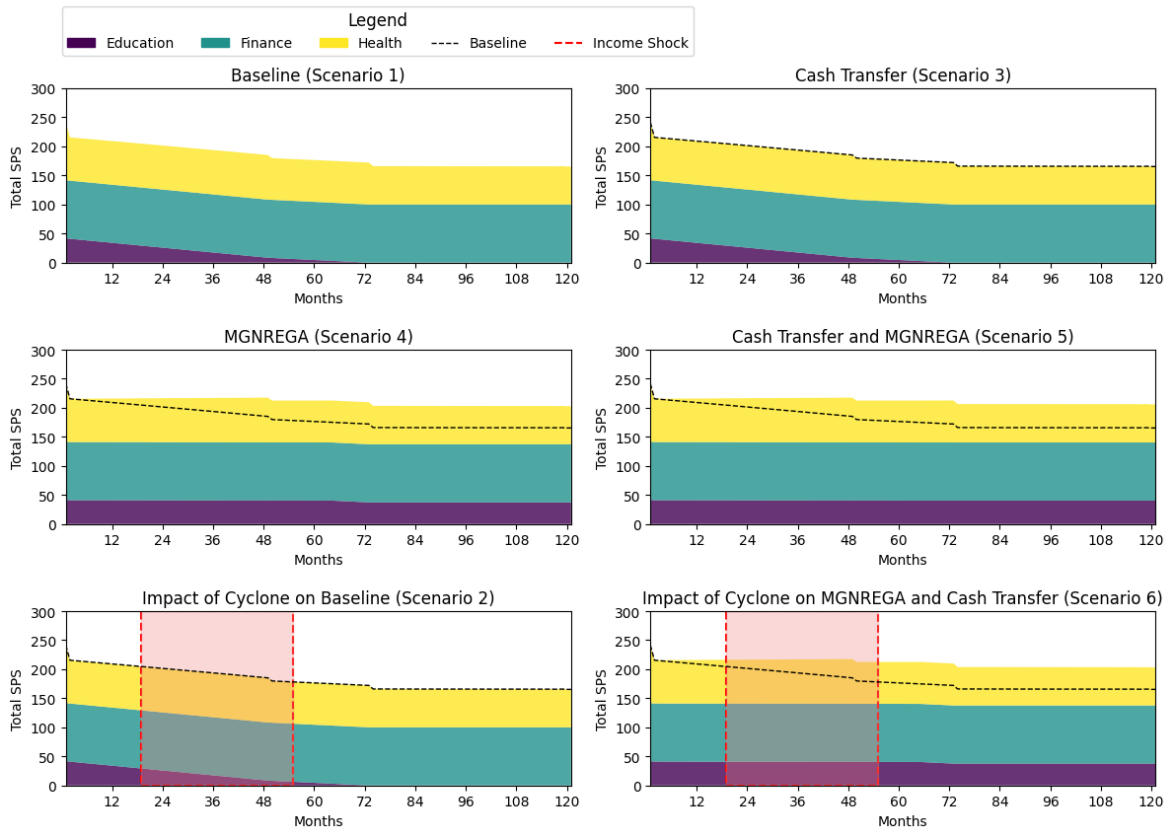 Legend
Education Finance Health Baseline Income Shock
Baseline (Scenario 1)
300
250
200
150
100
50
0
Total SPS
12 24 36 48 60 72 84 96 108 120
Months
Cash Transfer (Scenario 3)
300
250
200
150
100
50
0
Total SPS
12 24 36 48 60 72 84 96 108 120
Months
MGNREGA (Scenario 4)
300
250
200
150
100
50
0
Total SPS
12 24 36 48 60 72 84 96 108 120
Months
Cash Transfer and MGNREGA (Scenario 5)
300
250
200
150
100
50
0
Total SPS
12 24 36 48 60 72 84 96 108 120
Months
Impact of Cyclone on Baseline (Scenario 2)
300
250
200
150
100
50
0
Total SPS
12 24 36 48 60 72 84 96 108 120
Months
Impact of Cyclone on MGNREGA and Cash Transfer (Scenario 6)
300
250
200
150
100
50
0
Total SPS
12 24 36 48 60 72 84 96 108 120
Months